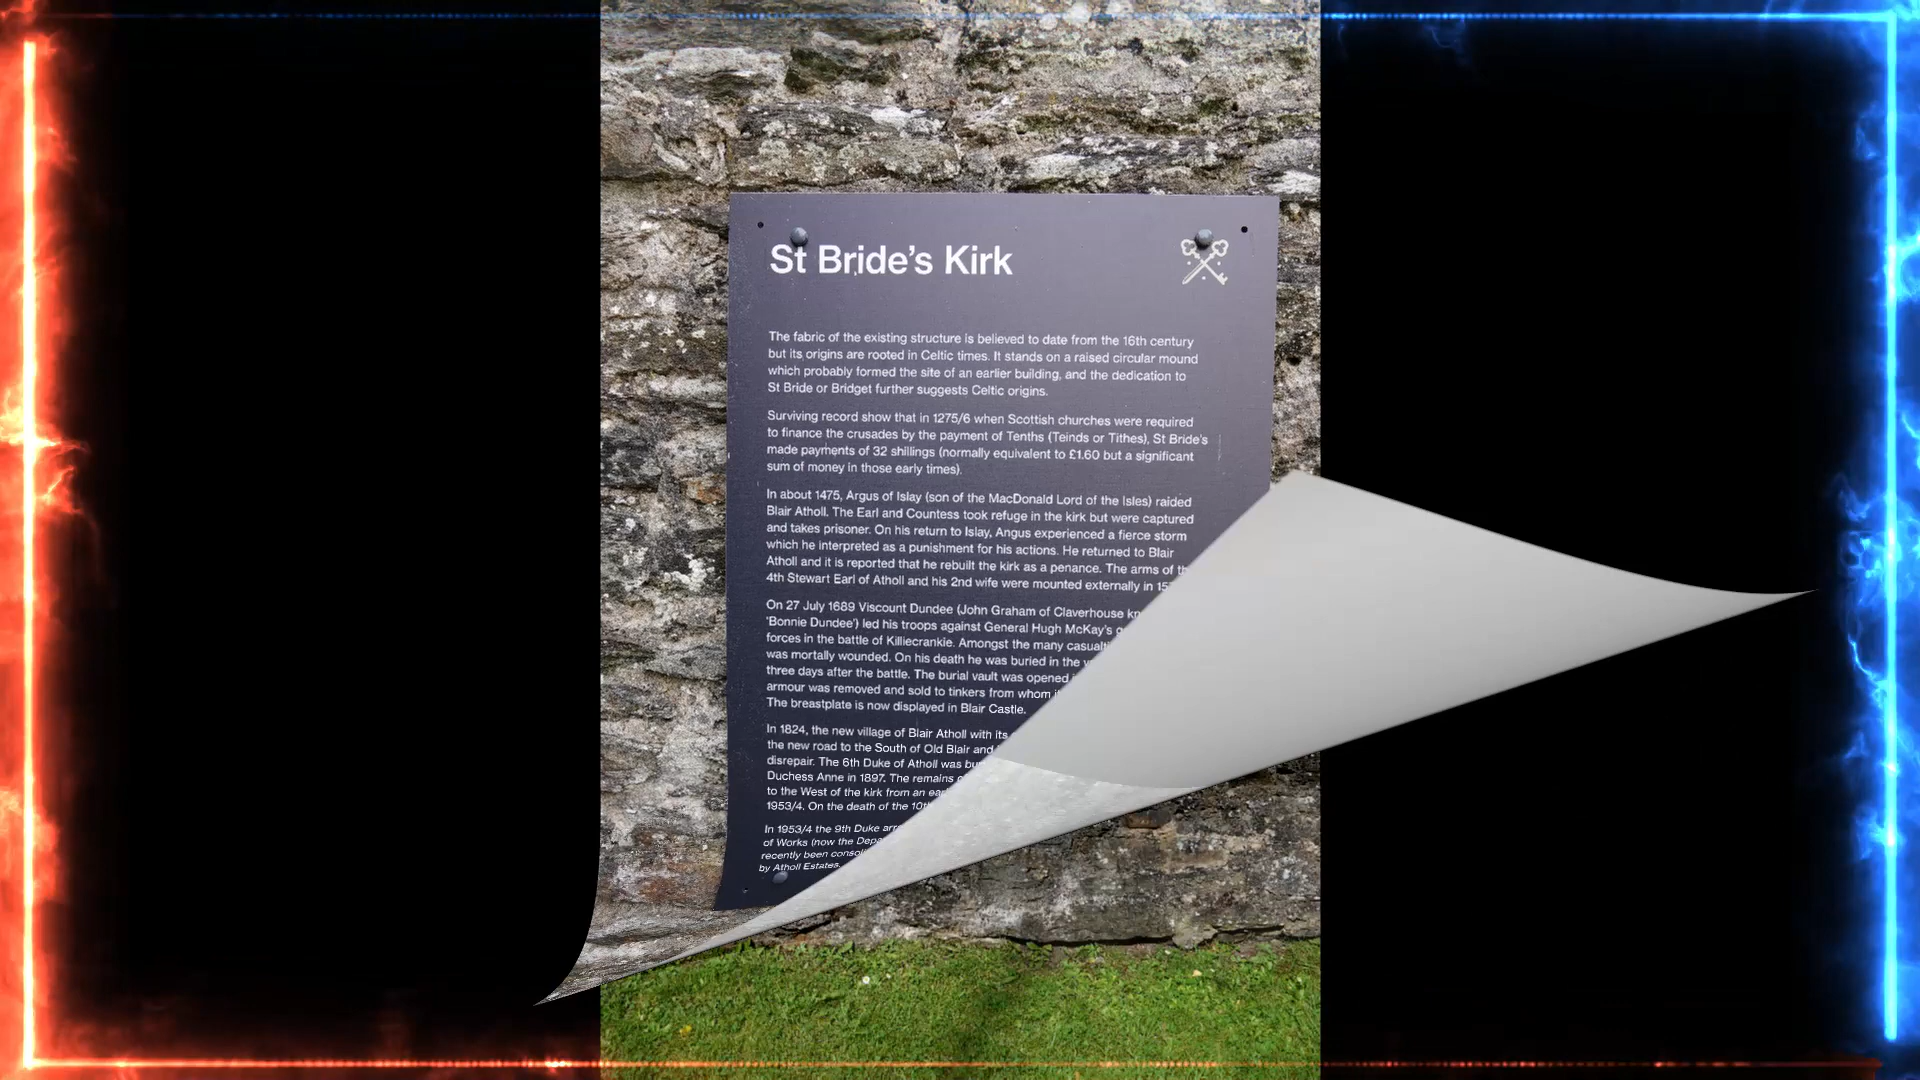 St Bride's Kirk
The fabric of the existing structure is believed to date from the 16th century
but its origins are rooted in Celtic times. It stands on a raised circular mound
which probably formed the site of an earlier building, and the dedication to
St Bride or Bridget further suggests Celtic origins.
Surviving record show that in 1275/6 when Scottish churches were required
to finance the crusades by the payment of Tenths (Teinds or Tithes), St Bride's
made payments of 32 shillings (normally equivalent to £1.60 but a significant
sum of money in those early times).
In about 1475, Argus of Islay (son of the MacDonald Lord of the Isles) raided
Blair Atholl. The Earl and Countess took refuge in the kirk but were captured
and takes prisoner. On his return to Islay, Angus experienced a fierce storm
which he interpreted as a punishment for his actions. He returned to Blair
Atholl and it is reported that he rebuilt the kirk as a penance. The arms of
4th Stewart Earl of Atholl and his 2nd wife were mounted externally in
On 27 July 1689 Viscount Dundee (John Graham of Claverhouse
'Bonnie Dundee') led his troops against General Hugh McKay's
forces in the battle of Killiecrankie. Amongst the many
was mortally wounded. On his death he was buried in the
three days after the battle. The burial vault was opened
armour was removed and sold to tinkers from whom
The breastplate is now displayed in Blair Castle.
In 1824, the new village of Blair Atholl with its
the new road to the South of Old Blair and
disrepair. The 6th Duke of Atholl was
Duchess Anne in 1897. The remains
to the West of the kirk from an
1953/4. On the death of the
In 1953/4 the 9th Duke
of Works (now the
recently been
by Atholl Estates.